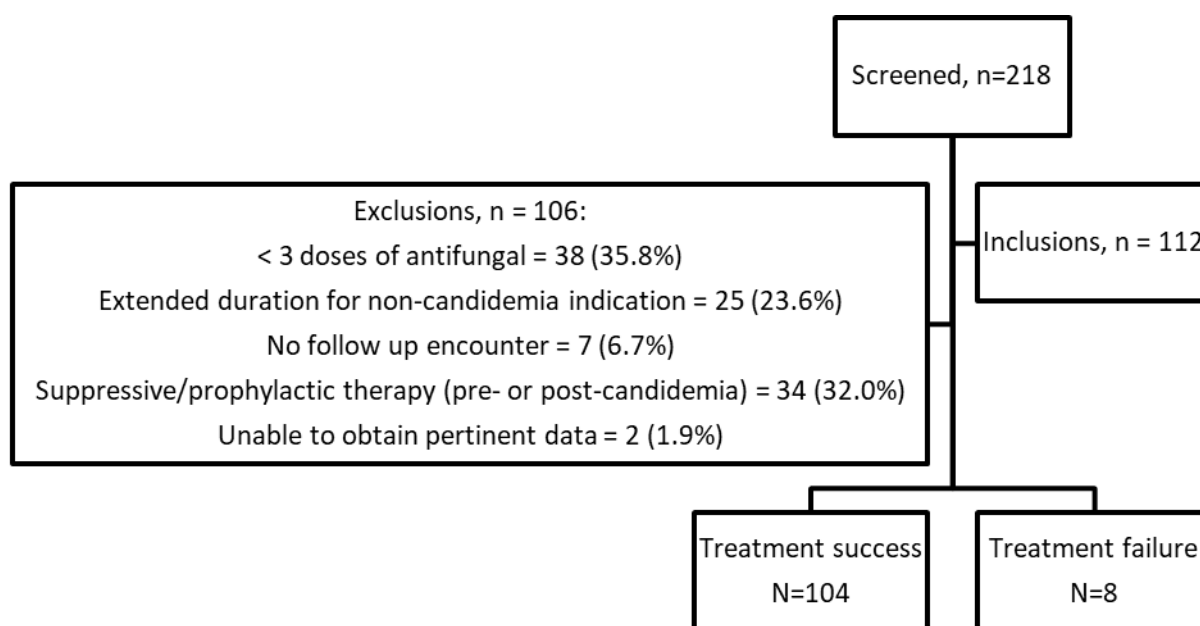 Screened, n=218
Exclusions, n = 106:
< 3 doses of antifungal = 38 (35.8%)
Extended duration for non-candidemia indication = 25 (23.6%)
No follow up encounter = 7 (6.7%)
Suppressive/prophylactic therapy (pre- or post-candidemia) = 34 (32.0%)
Unable to obtain pertinent data = 2 (1.9%)
Inclusions, n = 112
Treatment success
N=104
Treatment failure
N=8